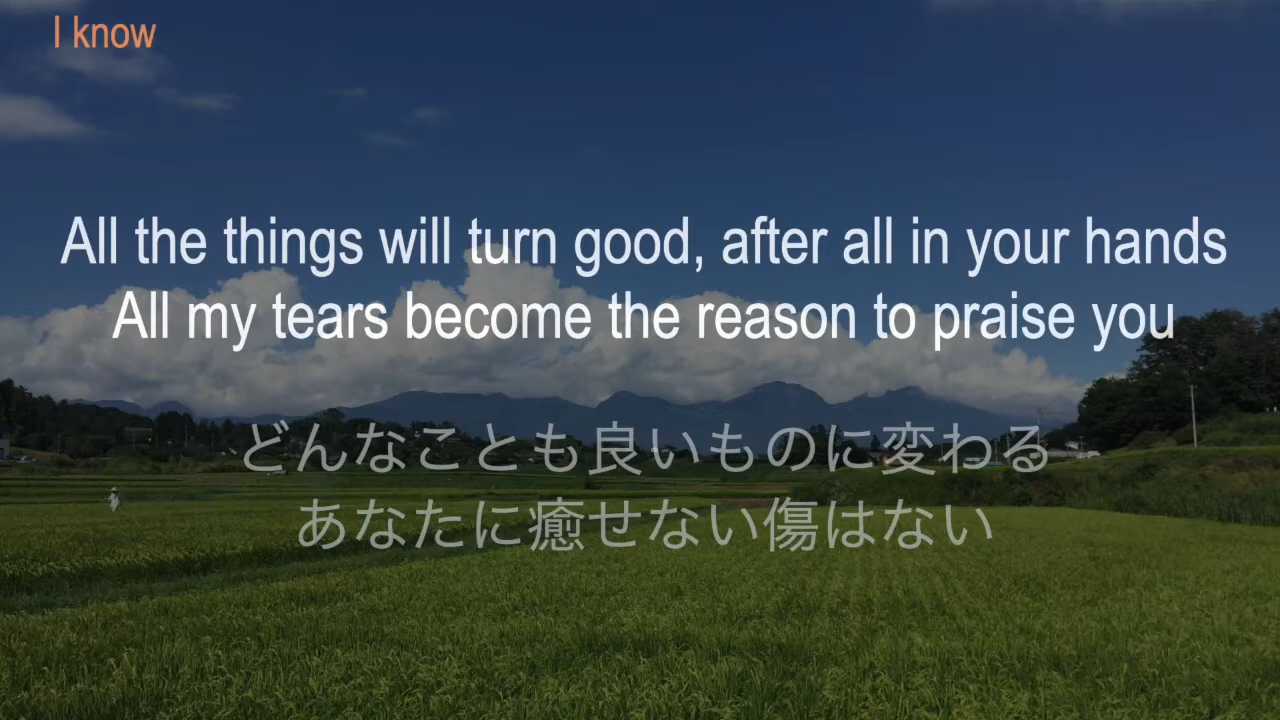 I know
All the things will turn good, after all in your hands
All my tears become the reason to praise you
どんなことも良いものに変わる
あなたに癒せない傷はない